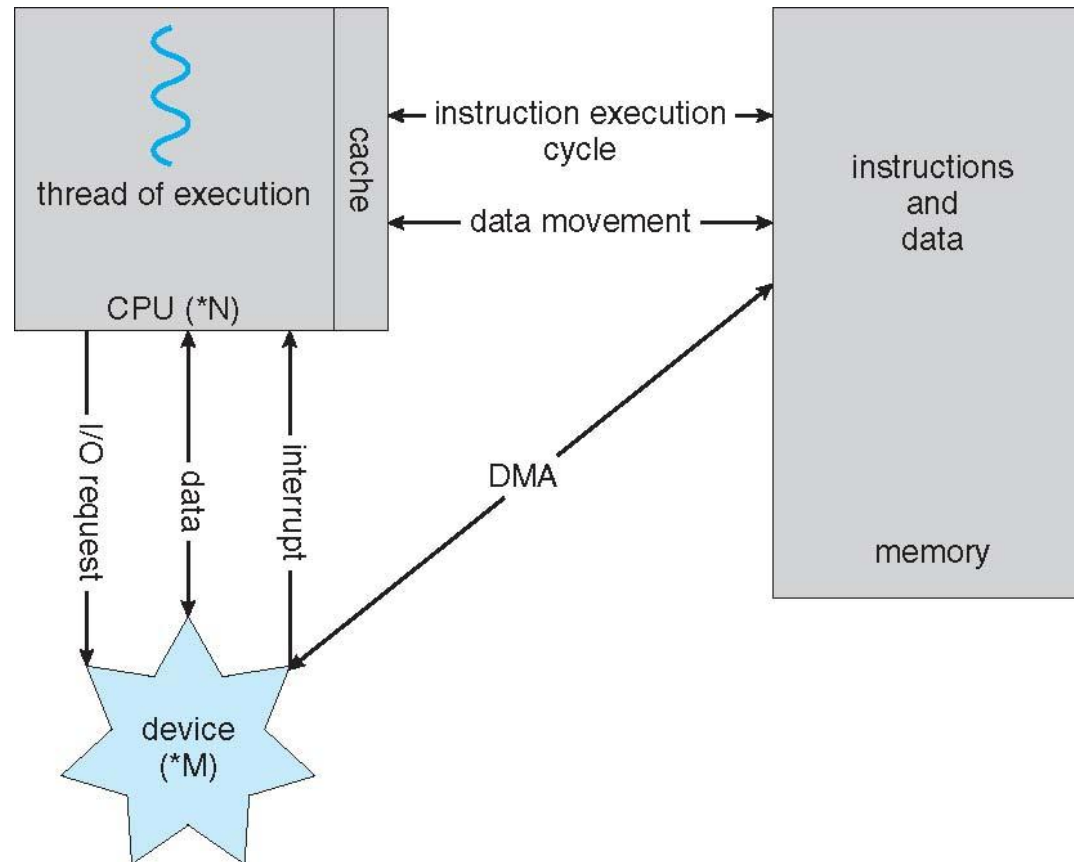 thread of execution
cache
CPU (*N)
instruction execution
cycle
data movement
instructions
and
data
memory
I/O request
data
interrupt
DMA
device
(*M)